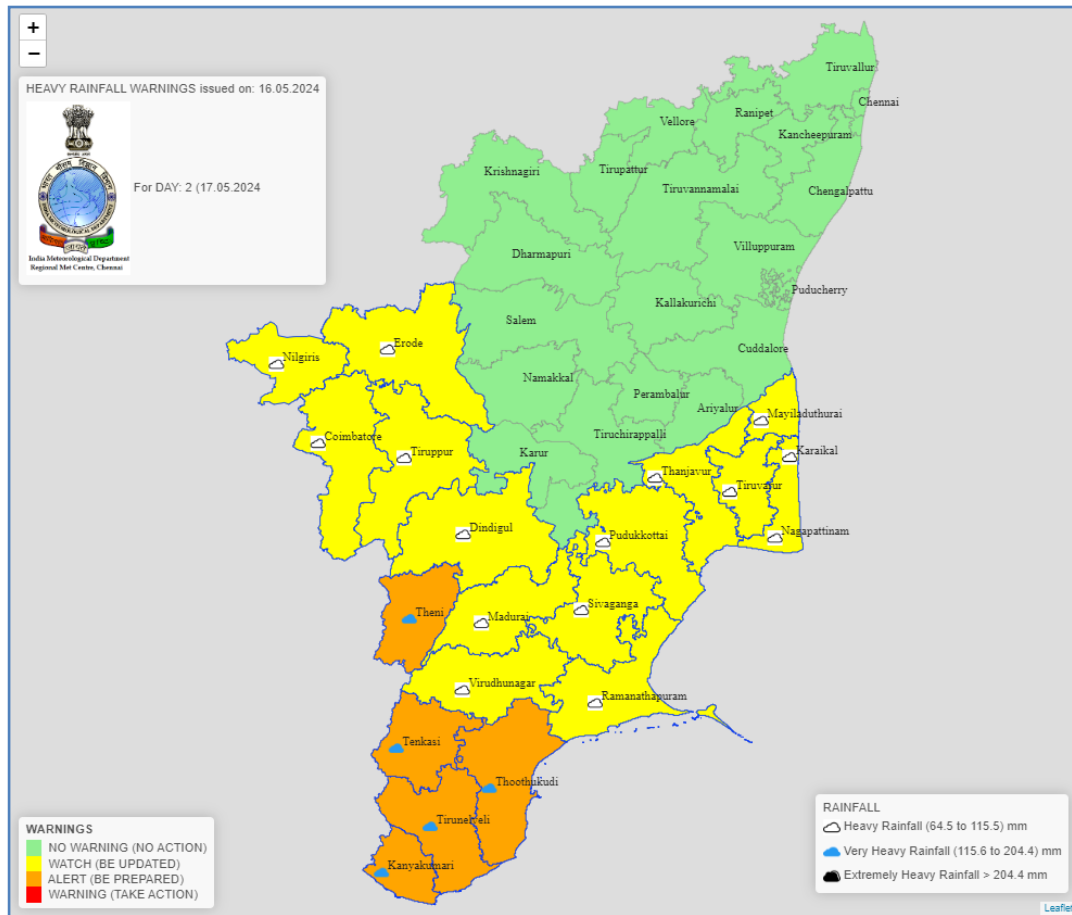 +
−
HEAVY RAINFALL WARNINGS issued on: 16.05.2024
For DAY: 2 (17.05.2024
India Meteorological Department
Regional Met Centre, Chennai
Tiruvallur
Chennai
Ranipet
Vellore
Kancheepuram
Krishnagiri
Tirupattur
Tiruvannamalai
Chengalpattu
Villuppuram
Dharmapuri
Puducherry
Kallakurichi
Salem
Erode
Cuddalore
Nilgiris
Namakkal
Perambalur
Ariyalur
Mayiladuthurai
Tiruchirappalli
Coimbatore
Karur
Karaikal
Tiruppur
Thanjavur
Tiruvarur
Dindigul
Pudukkottai
Nagapattinam
Sivaganga
Theni
Madurai
Virudhunagar
Ramanathapuram
Tenkasi
Thoothukudi
Tirunelveli
Kanyakumari
WARNINGS
NO WARNING (NO ACTION)
WATCH (BE UPDATED)
ALERT (BE PREPARED)
WARNING (TAKE ACTION)
RAINFALL
Heavy Rainfall (64.5 to 115.5) mm
Very Heavy Rainfall (115.6 to 204.4) mm
Extremely Heavy Rainfall > 204.4 mm
Leaflet